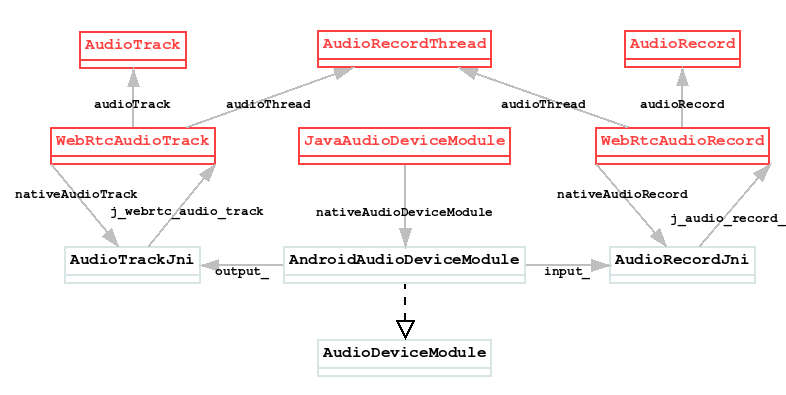 AudioTrack
AudioRecordThread
AudioRecord
audioTrack
audioThread
audioThread
audioRecord
WebRtcAudioTrack
JavaAudioDeviceModule
WebRtcAudioRecord
nativeAudioTrack
nativeAudioRecord
j_webrtc_audio_track
nativeAudioDeviceModule
j_audio_record_
AudioTrackJni
AndroidAudioDeviceModule
AudioRecordJni
output_
input_
AudioDeviceModule